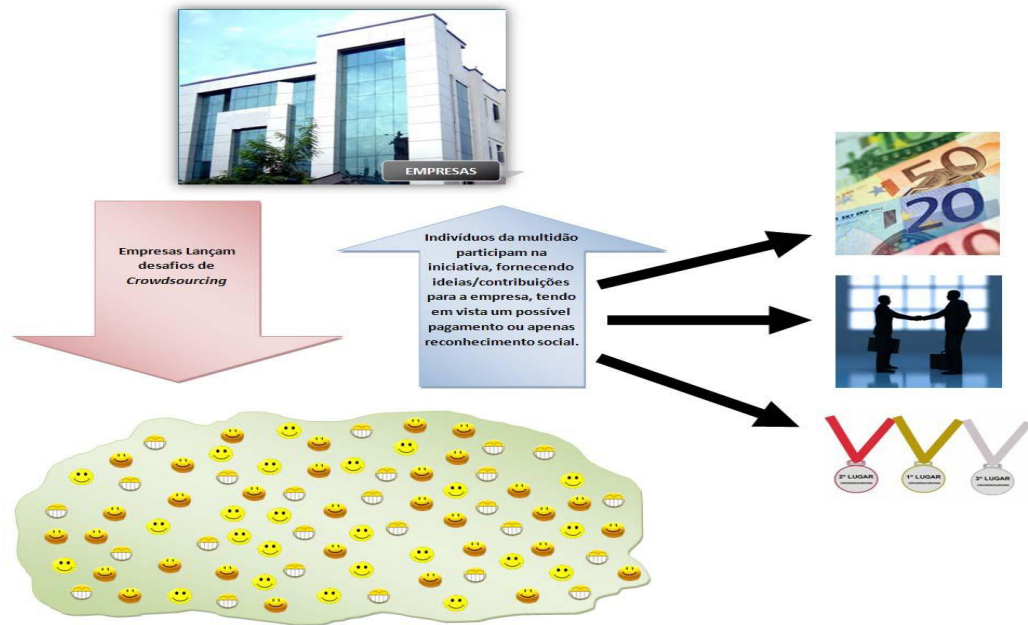 EMPRESAS
Empresas Lançam
desafios de
Crowdsourcing
Indivíduos da multidão
participam na
iniciativa, fornecendo
ideias/contribuições
para a empresa, tendo
em vista um possível
pagamento ou apenas
reconhecimento social.
50
20
10
2º LUGAR
1º LUGAR
3º LUGAR